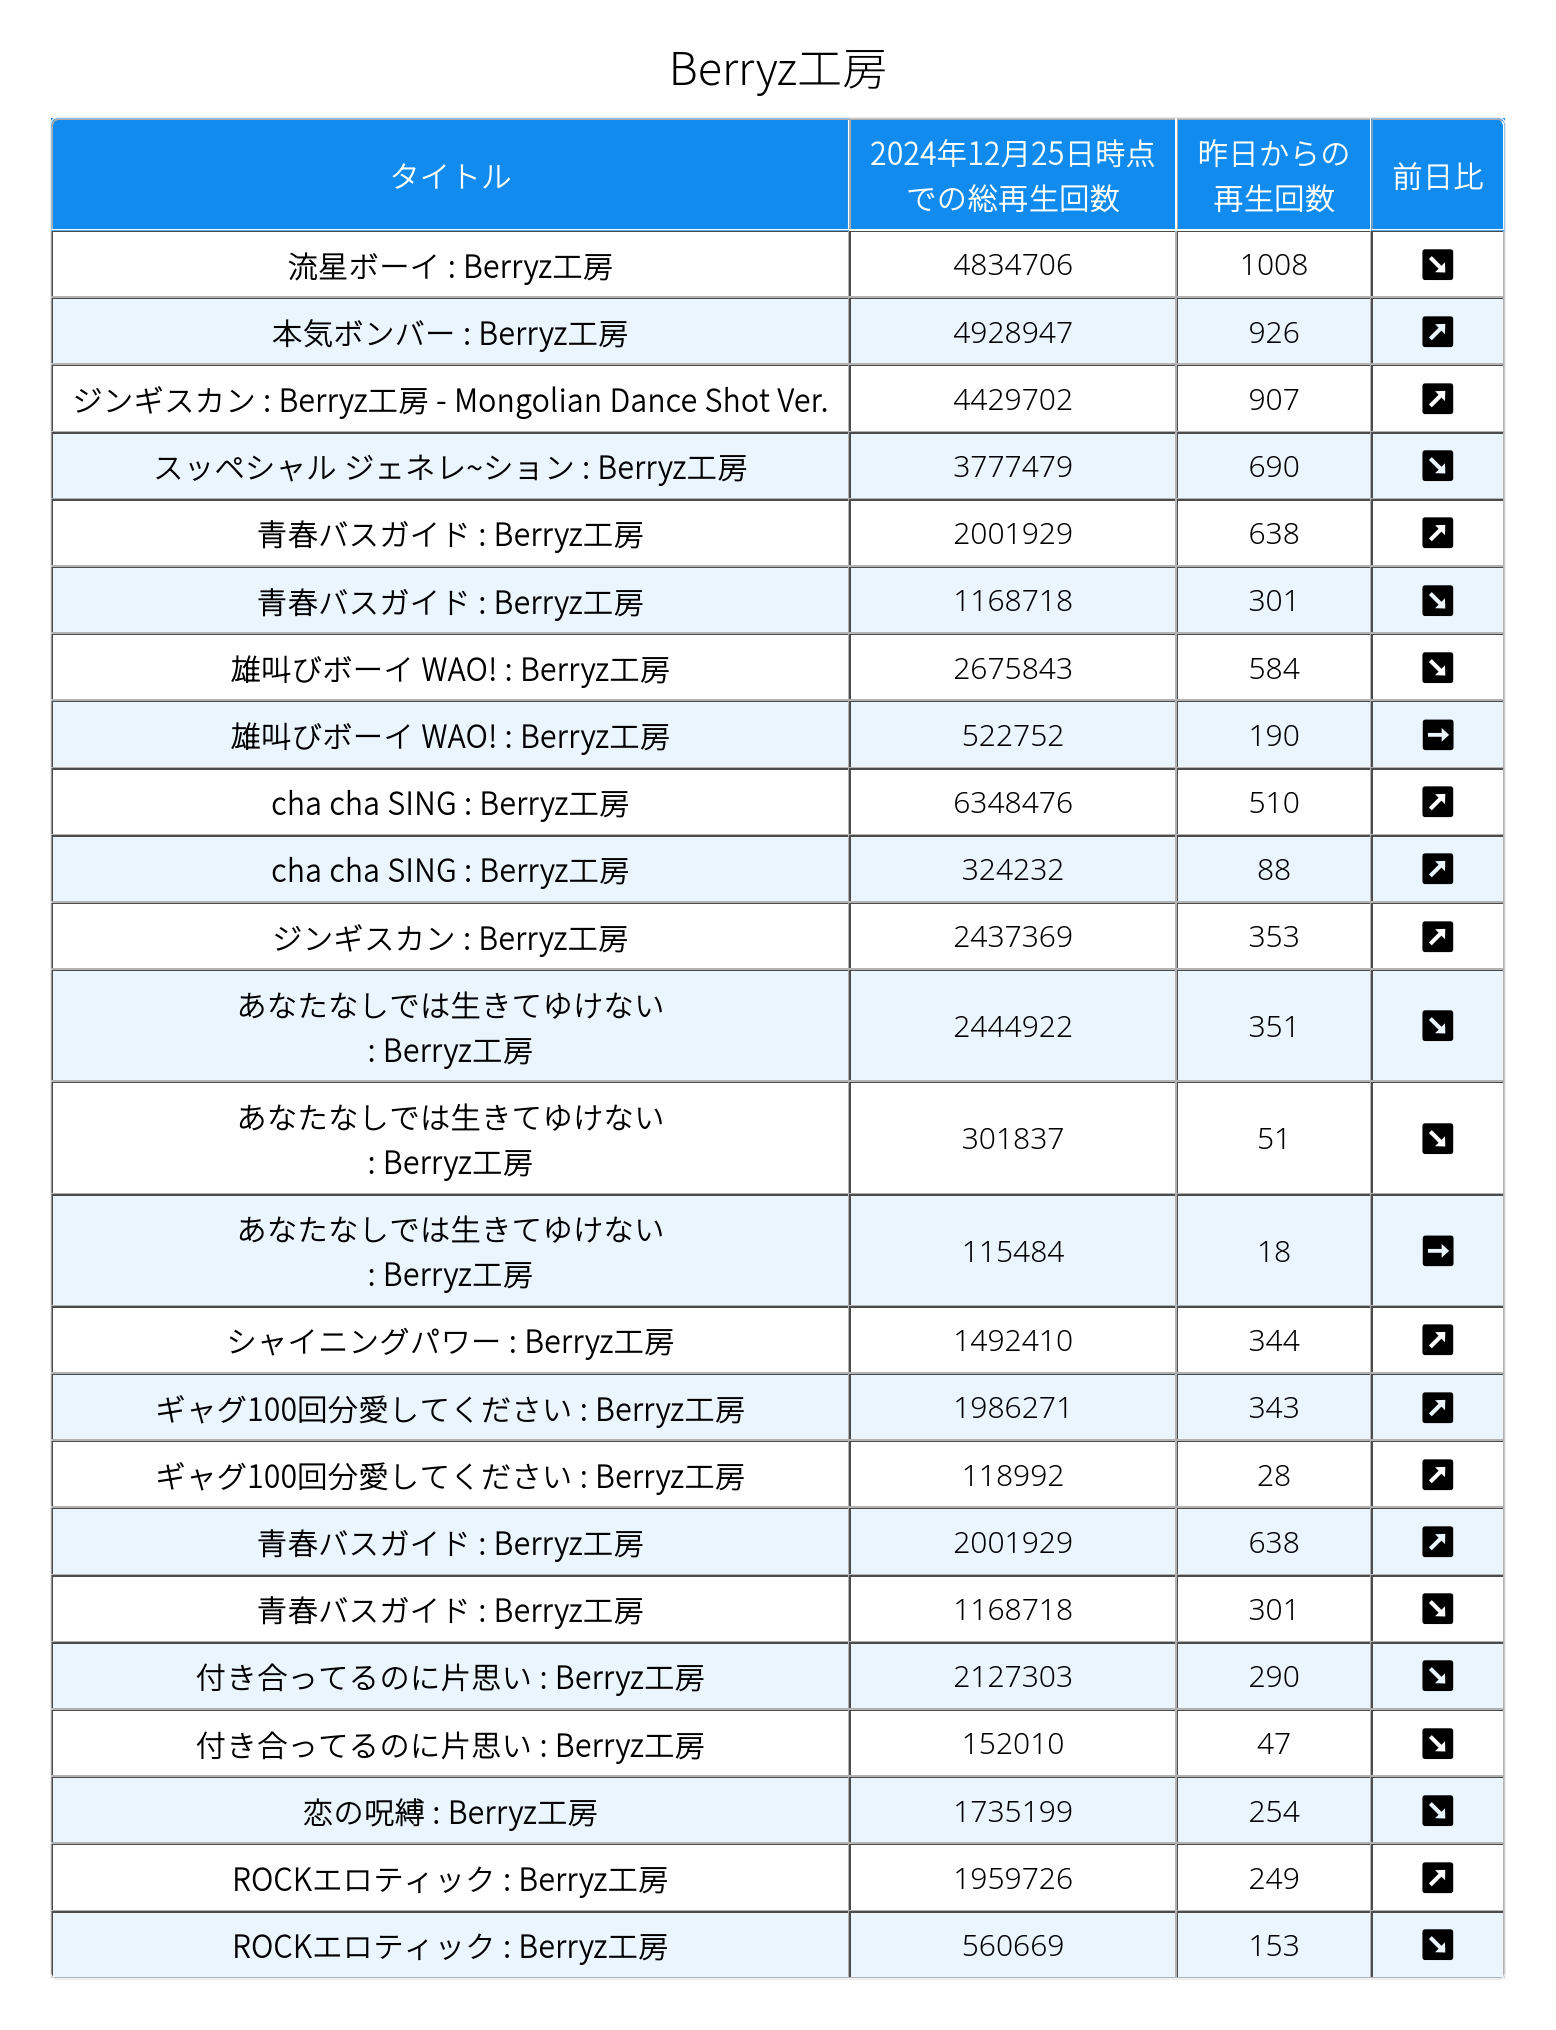 Berryz工房
タイトル 2024年12月25日時点 昨日からの 前日比
での総再生回数 再生回数
流星ボーイ : Berryz工房 4834706 1008 ↘
本気ボンバー : Berryz工房 4928947 926 ↗
ジンギスカン : Berryz工房 - Mongolian Dance Shot Ver. 4429702 907 ↗
スッペシャル ジェネレ~ション : Berryz工房 3777479 690 ↘
青春バスガイド : Berryz工房 2001929 638 ↗
青春バスガイド : Berryz工房 1168718 301 ↘
雄叫びボーイ WAO! : Berryz工房 2675843 584 ↘
雄叫びボーイ WAO! : Berryz工房 522752 190 →
cha cha SING : Berryz工房 6348476 510 ↗
cha cha SING : Berryz工房 324232 88 ↗
ジンギスカン : Berryz工房 2437369 353 ↗
あなたなしでは生きてゆけない
: Berryz工房 2444922 351 ↘
あなたなしでは生きてゆけない
: Berryz工房 301837 51 ↘
あなたなしでは生きてゆけない
: Berryz工房 115484 18 →
シャイニングパワー : Berryz工房 1492410 344 ↗
ギャグ100回分愛してください : Berryz工房 1986271 343 ↗
ギャグ100回分愛してください : Berryz工房 118992 28 ↗
青春バスガイド : Berryz工房 2001929 638 ↗
青春バスガイド : Berryz工房 1168718 301 ↘
付き合ってるのに片思い : Berryz工房 2127303 290 ↘
付き合ってるのに片思い : Berryz工房 152010 47 ↘
恋の呪縛 : Berryz工房 1735199 254 ↘
ROCKエロティック : Berryz工房 1959726 249 ↗
ROCKエロティック : Berryz工房 560669 153 ↘